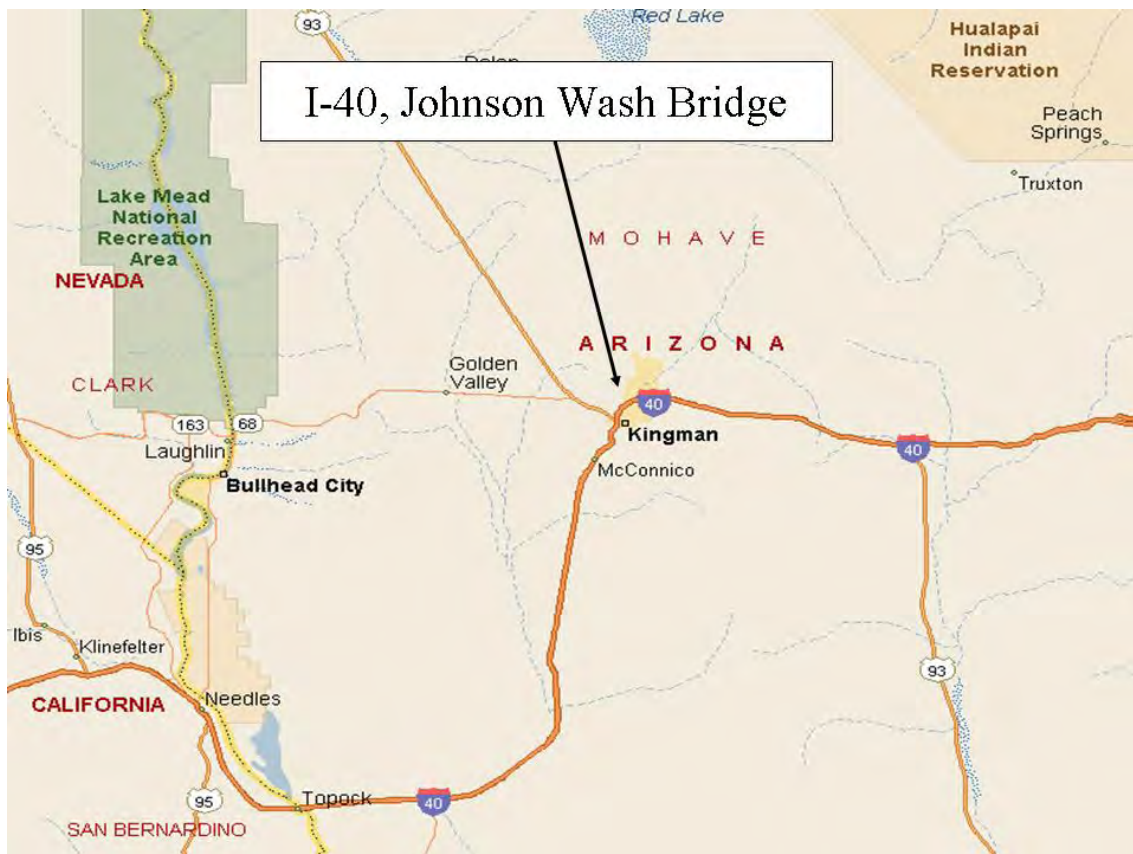 93
Red Lake
Hualapai
Indian
Reservation
I-40, Johnson Wash Bridge
Peach
Springs
Truxton
Lake Mead
National
Recreation
Area
MOHAVE
NEVADA
ARIZONA
Golden
Valley
CLARK
40
163
68
Kingman
Laughlin
40
McConnico
Bullhead City
95
Ibis
Klinefelter
93
CALIFORNIA
Needles
95
Topock
40
SAN BERNARDINO